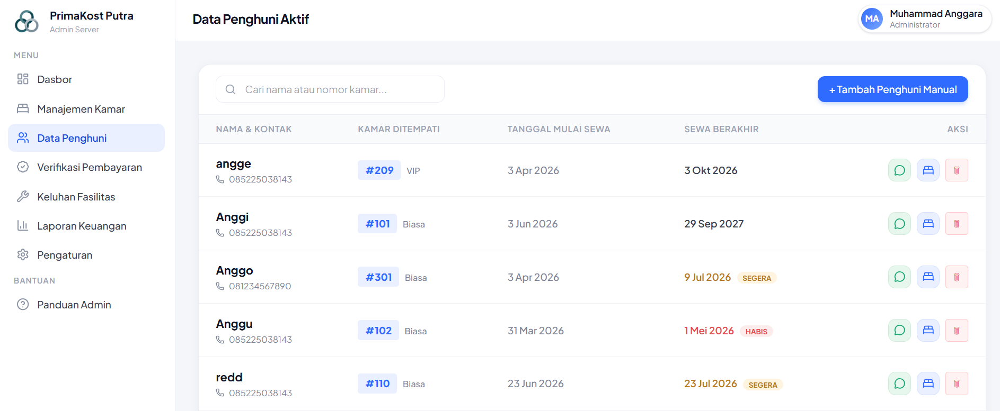 PrimaKost Putra
Admin Server
MENU
Dasbor
Manajemen Kamar
Data Penghuni
Verifikasi Pembayaran
Keluhan Fasilitas
Laporan Keuangan
Pengaturan
BANTUAN
Panduan Admin
Data Penghuni Aktif
MA
Muhammad Anggara
Administrator
Cari nama atau nomor kamar...
+ Tambah Penghuni Manual
NAMA & KONTAK KAMAR DITEMPATI TANGGAL MULAI SEWA SEWA BERAKHIR AKSI
angge
085225038143
#209 VIP
3 Apr 2026
3 Okt 2026
Anggi
085225038143
#101 Biasa
3 Jun 2026
29 Sep 2027
Anggo
081234567890
#301 Biasa
3 Apr 2026
9 Jul 2026 SEGERA
Anggu
085225038143
#102 Biasa
31 Mar 2026
1 Mei 2026 HABIS
redd
085225038143
#110 Biasa
23 Jun 2026
23 Jul 2026 SEGERA